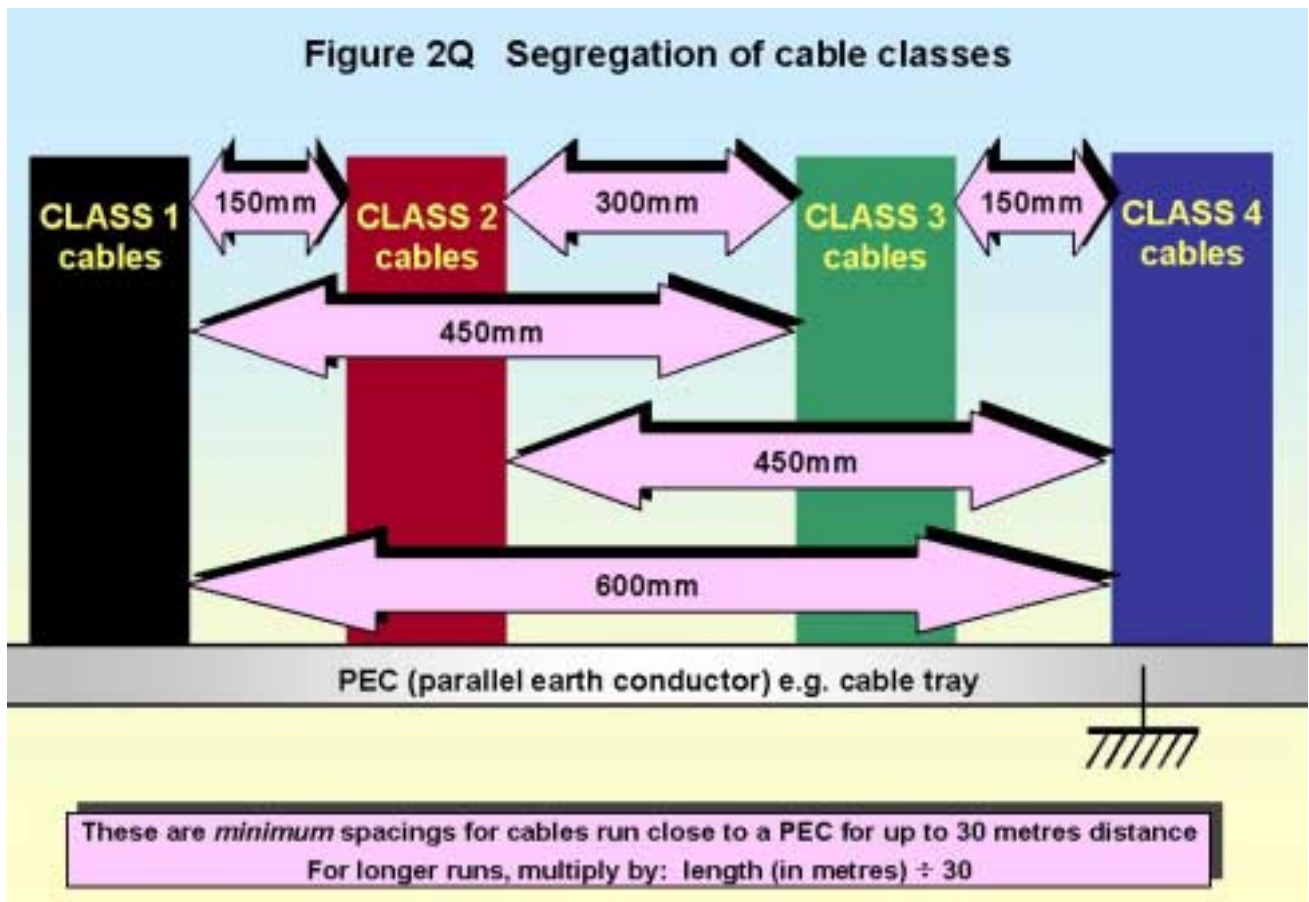 Figure 2Q   Segregation of cable classes
CLASS 1
cables
150mm
CLASS 2
cables
300mm
CLASS 3
cables
150mm
CLASS 4
cables
450mm
450mm
600mm
PEC (parallel earth conductor) e.g. cable tray
These are minimum spacings for cables run close to a PEC for up to 30 metres distance
For longer runs, multiply by:  length (in metres) ÷ 30